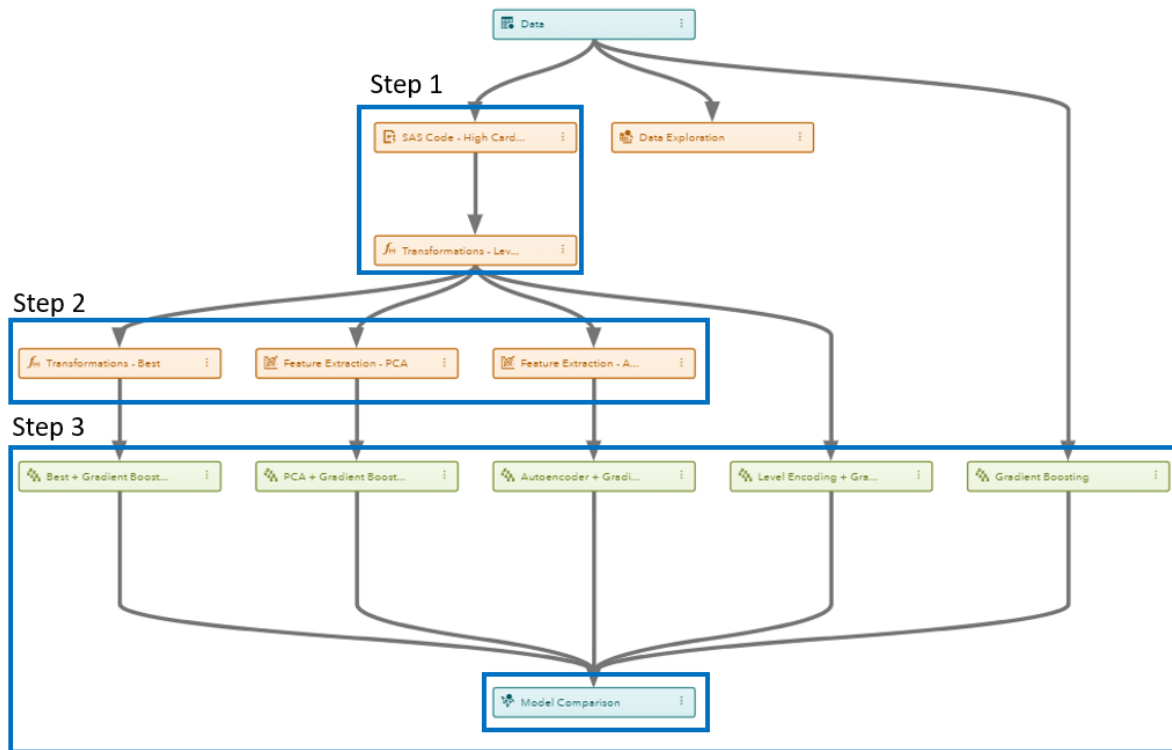 Data
Step 1
SAS Code - High Card...
Data Exploration
Transformations - Lev...
Step 2
Transformations - Best
Feature Extraction - PCA
Feature Extraction - A...
Step 3
Best + Gradient Boost...
PCA + Gradient Boost...
Autoencoder + Gradi...
Level Encoding + Gra...
Gradient Boosting
Model Comparison